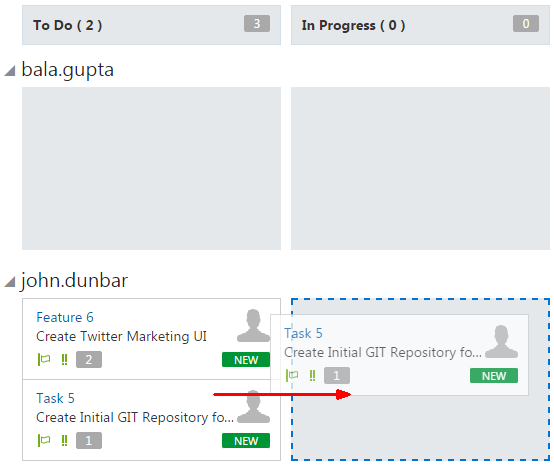 To Do ( 2 ) 3 In Progress ( 0 ) 0
bala.gupta
john.dunbar
Feature 6
Create Twitter Marketing UI
!! 2 NEW
Task 5
Create Initial GIT Repository fo...
!! 1 NEW
Task 5
Create Initial GIT Repository fo...
!! 1 NEW